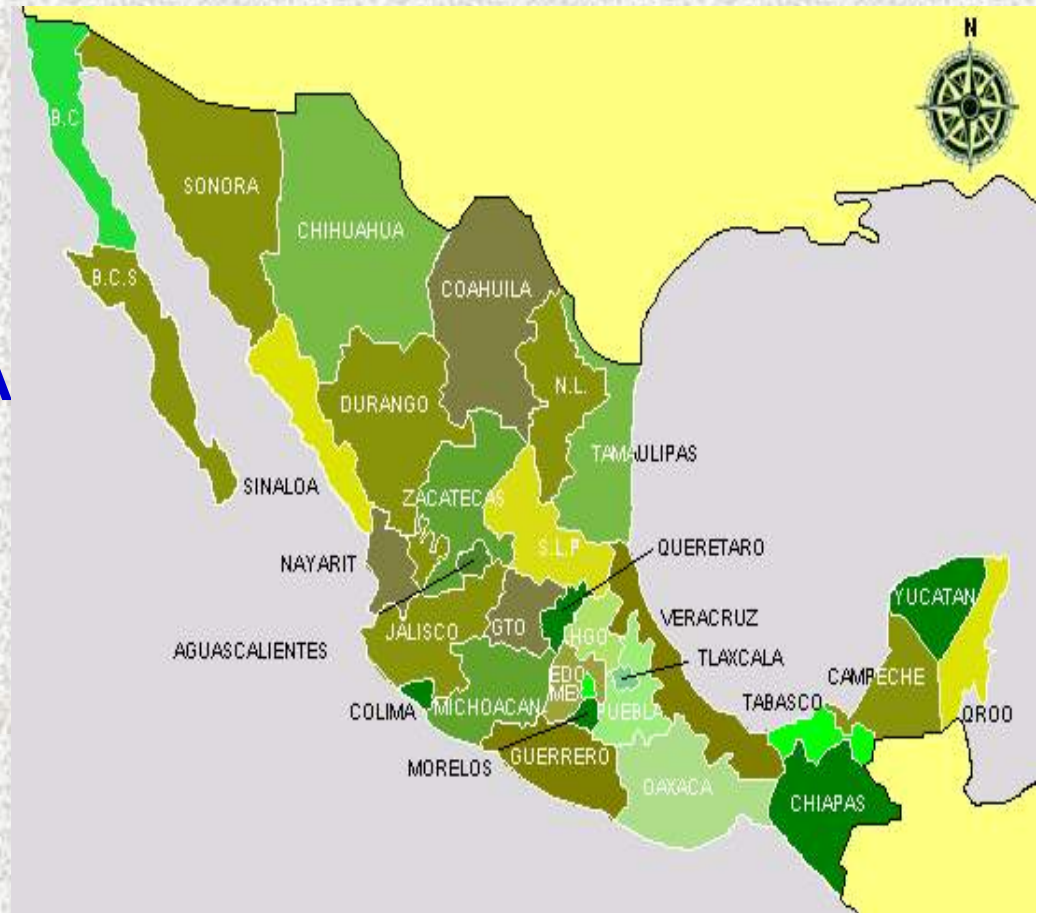 N
B.C
SONORA
CHIHUAHUA
B.C.S
COAHUILA
A
N.L.
DURANGO
TAMAULIPAS
SINALOA
ZACATECAS
S.L.P
QUERETARO
NAYARIT
YUCATAN
VERACRUZ
JALISCO
GTO
HGO
AGUASCALIENTES
TLAXCALA
EDO
MEX
CAMPECHE
TABASCO
COLIMA
MICHOACAN
PUEBLA
QROO
MORELOS
GUERRERO
OAXACA
CHIAPAS